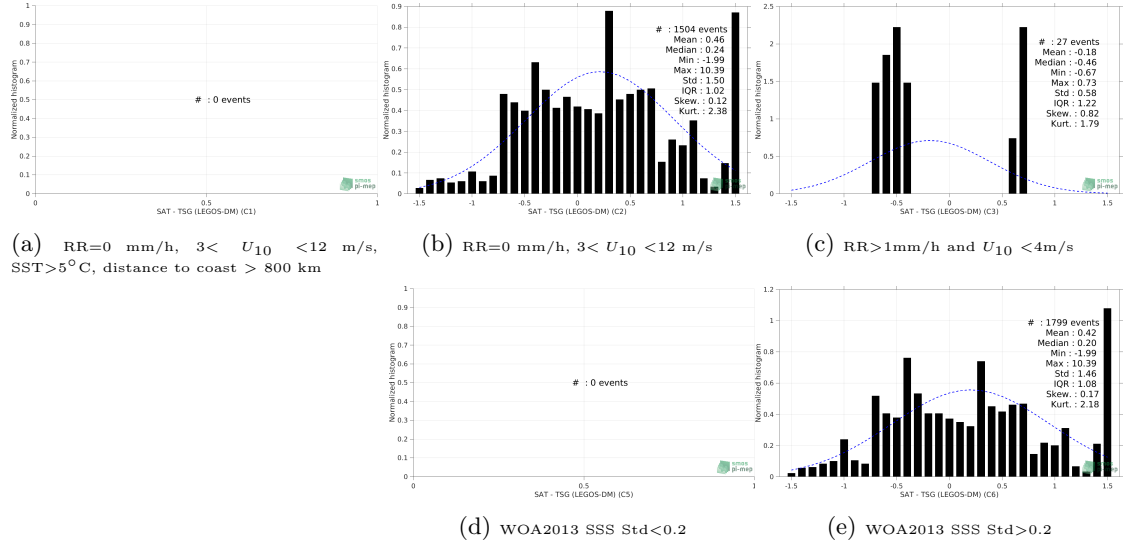 1
0.9
0.8
0.7
0.6
0.5
0.4
0.3
0.2
0.1
0
Normalized histogram
# : 0 events
0 0.5 1
SAT - TSG (LEGOS-DM) (C1)
smos
pi-mep
(a) RR=0 mm/h, 3< U10 <12 m/s,
SST>5°C, distance to coast > 800 km
0.9
0.8
0.7
0.6
0.5
0.4
0.3
0.2
0.1
0
Normalized histogram
# : 1504 events
Mean : 0.46
Median : 0.24
Min : -1.99
Max : 10.39
Std : 1.50
IQR : 1.02
Skew. : 0.12
Kurt. : 2.38
-1.5 -1 -0.5 0 0.5 1 1.5
SAT - TSG (LEGOS-DM) (C2)
smos
pi-mep
(b) RR=0 mm/h, 3< U10 <12 m/s
2.5
2
1.5
1
0.5
0
Normalized histogram
# : 27 events
Mean : -0.18
Median : -0.46
Min : -0.67
Max : 0.73
Std : 0.58
IQR : 1.22
Skew. : 0.82
Kurt. : 1.79
-1.5 -1 -0.5 0 0.5 1 1.5
SAT - TSG (LEGOS-DM) (C3)
smos
pi-mep
(c) RR>1mm/h and U10 <4m/s
1
0.9
0.8
0.7
0.6
0.5
0.4
0.3
0.2
0.1
0
Normalized histogram
# : 0 events
0 0.5 1
SAT - TSG (LEGOS-DM) (C5)
smos
pi-mep
(d) WOA2013 SSS Std<0.2
1.2
1
0.8
0.6
0.4
0.2
0
Normalized histogram
# : 1799 events
Mean : 0.42
Median : 0.20
Min : -1.99
Max : 10.39
Std : 1.46
IQR : 1.08
Skew. : 0.17
Kurt. : 2.18
-1.5 -1 -0.5 0 0.5 1 1.5
SAT - TSG (LEGOS-DM) (C6)
smos
pi-mep
(e) WOA2013 SSS Std>0.2